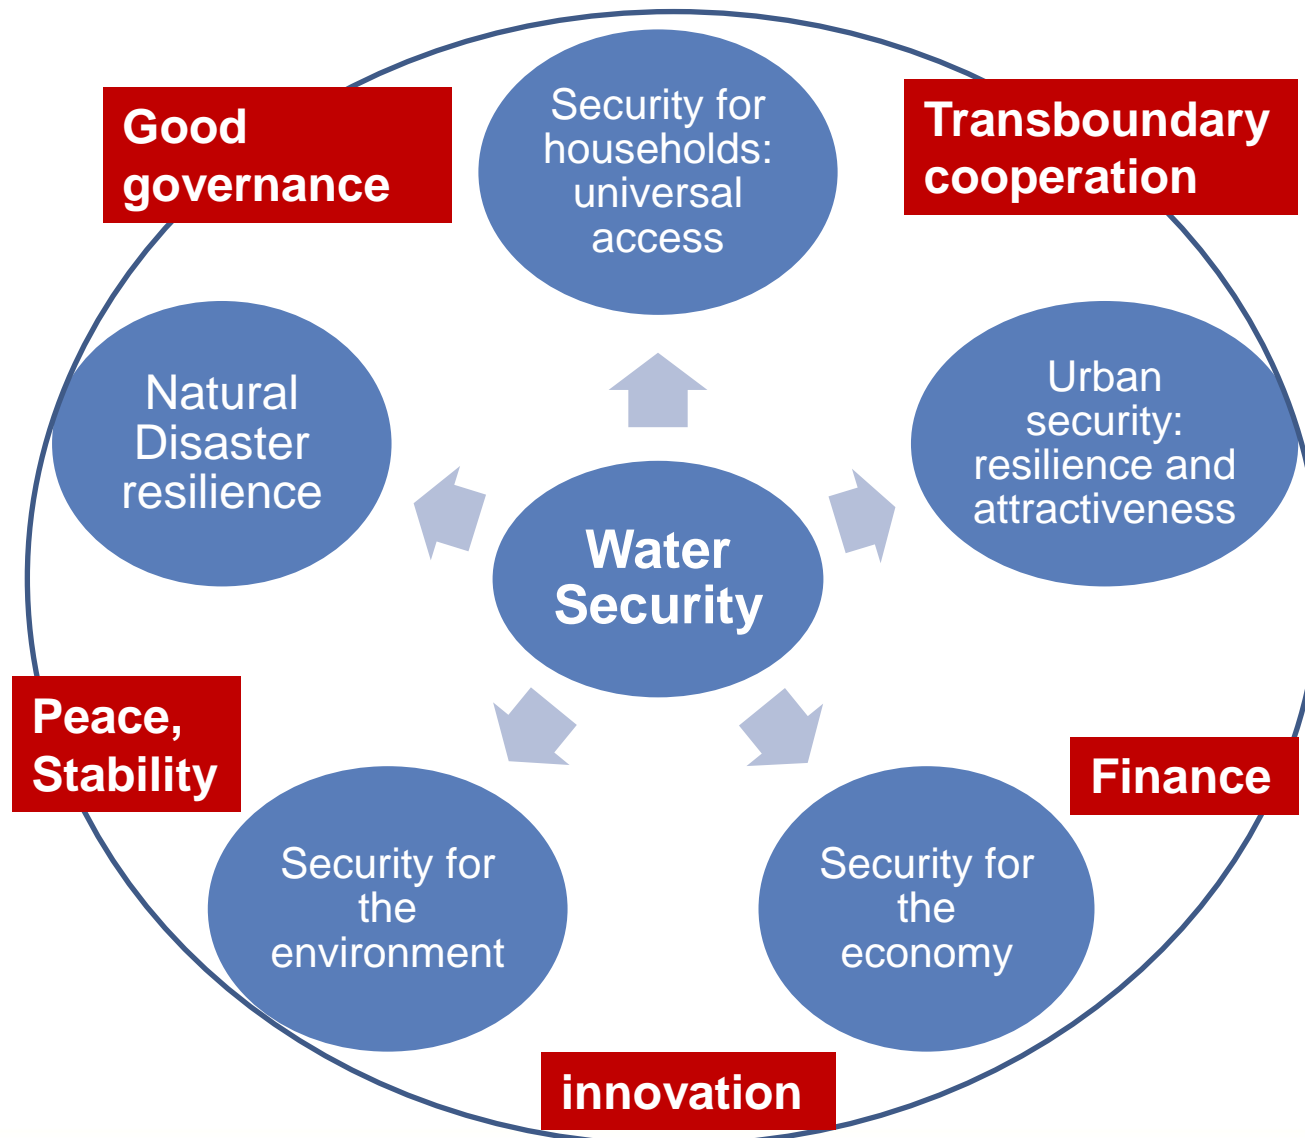 Good
governance
Security for
households:
universal
access
Transboundary
cooperation
Natural
Disaster
resilience
Urban
security:
resilience and
attractiveness
Water
Security
Peace,
Stability
Finance
Security for
the
environment
Security for
the
economy
innovation